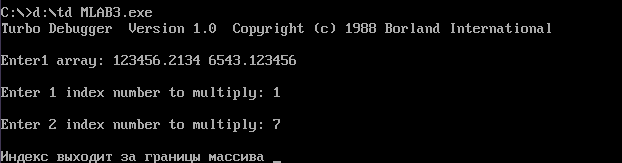 C:\>d:\td MLAB3.exe
Turbo Debugger  Version 1.0  Copyright (c) 1988 Borland International
Enter1 array: 123456.2134 6543.123456
Enter 1 index number to multiply: 1
Enter 2 index number to multiply: 7
Индекс выходит за границы массива _